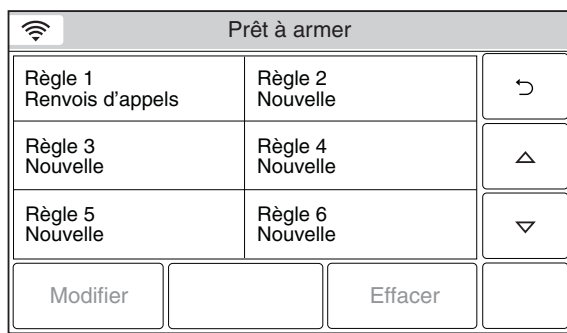 Prêt à armer
Règle 1
Renvois d'appels
Règle 2
Nouvelle
Règle 3
Nouvelle
Règle 4
Nouvelle
Règle 5
Nouvelle
Règle 6
Nouvelle
Modifier
Effacer